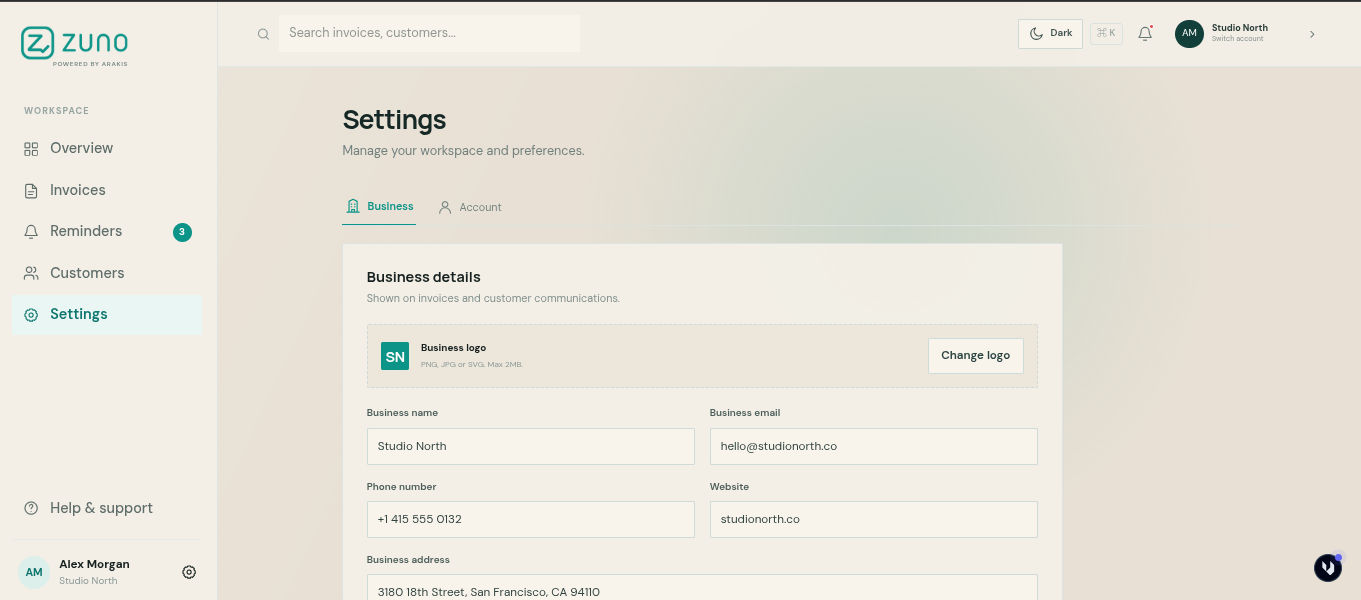 ZUNO
POWERED BY ARAKIS
Search invoices, customers...
Dark
⌘ K
AM
Studio North
Switch account
WORKSPACE
Overview
Invoices
Reminders
3
Customers
Settings
Help & support
AM
Alex Morgan
Studio North
Settings
Manage your workspace and preferences.
Business
Account
Business details
Shown on invoices and customer communications.
SN
Business logo
PNG, JPG or SVG. Max 2MB.
Change logo
Business name
Business email
Studio North
hello@studionorth.co
Phone number
Website
+1 415 555 0132
studionorth.co
Business address
3180 18th Street, San Francisco, CA 94110